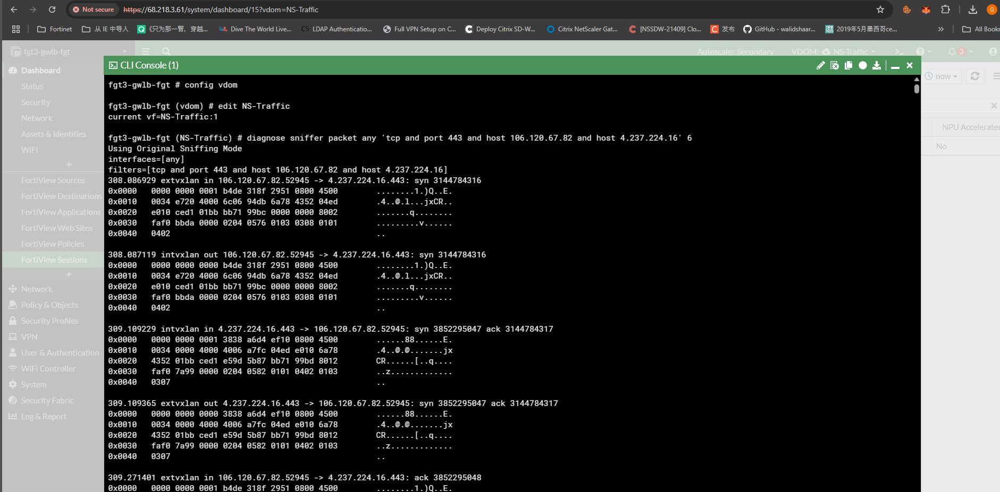 Not secure https://68.218.3.61/system/dashboard/15?vdom=NS-Traffic G
Fortinet 从 IE 中导入 《只为那一瞥，穿越... Dive The World Live... CS LDAP Authenticatio... Full VPN Setup on C... Deploy Citrix SD-W... Citrix NetScaler Gat... [NSSDW-21409] Clo... 发布 GitHub - walidshaar... 2019年5月墨西哥ce... » All Bookr
fgt3-gwlb-fgt Autoscale: Secondary VDOM: NS-Traffic >_ 3
CLI Console (1)
Dashboard
Status
Security
Network
Assets & Identities
WiFi
+
FortiView Sources
FortiView Destinations
FortiView Applications
FortiView Web Sites
FortiView Policies
FortiView Sessions
+
Network
Policy & Objects
Security Profiles
VPN
User & Authentication
WiFi Controller
System
Security Fabric
Log & Report
fgt3-gwlb-fgt # config vdom
fgt3-gwlb-fgt (vdom) # edit NS-Traffic
current vf=NS-Traffic:1
fgt3-gwlb-fgt (NS-Traffic) # diagnose sniffer packet any 'tcp and port 443 and host 106.120.67.82 and host 4.237.224.16' 6
Using Original Sniffing Mode
interfaces=[any]
filters=[tcp and port 443 and host 106.120.67.82 and host 4.237.224.16]
308.086929 extvxlan in 106.120.67.82.52945 -> 4.237.224.16.443: syn 3144784316
0x0000 0000 0000 0001 b4de 318f 2951 0800 4500 ........1.)Q..E.
0x0010 0034 e720 4000 6c06 94db 6a78 4352 04ed .4..@.l...jxCR..
0x0020 e010 ced1 01bb bb71 99bc 0000 0000 8002 .......q........
0x0030 faf0 bbda 0000 0204 0576 0103 0308 0101 .........v......
0x0040 0402 ..
308.087119 intvxlan out 106.120.67.82.52945 -> 4.237.224.16.443: syn 3144784316
0x0000 0000 0000 0000 b4de 318f 2951 0800 4500 ........1.)Q..E.
0x0010 0034 e720 4000 6c06 94db 6a78 4352 04ed .4..@.l...jxCR..
0x0020 e010 ced1 01bb bb71 99bc 0000 0000 8002 .......q........
0x0030 faf0 bbda 0000 0204 0576 0103 0308 0101 .........v......
0x0040 0402 ..
309.109229 intvxlan in 4.237.224.16.443 -> 106.120.67.82.52945: syn 3852295047 ack 3144784317
0x0000 0000 0000 0001 3838 a6d4 ef10 0800 4500 ......88......E.
0x0010 0034 0000 4000 4006 a7fc 04ed e010 6a78 .4..@.@.......jx
0x0020 4352 01bb ced1 e59d 5b87 bb71 99bd 8012 CR......[..q....
0x0030 faf0 7a99 0000 0204 0582 0101 0402 0103 ..z.............
0x0040 0307 ..
309.109365 extvxlan out 4.237.224.16.443 -> 106.120.67.82.52945: syn 3852295047 ack 3144784317
0x0000 0000 0000 0000 3838 a6d4 ef10 0800 4500 ......88......E.
0x0010 0034 0000 4000 4006 a7fc 04ed e010 6a78 .4..@.@.......jx
0x0020 4352 01bb ced1 e59d 5b87 bb71 99bd 8012 CR......[..q....
0x0030 faf0 7a99 0000 0204 0582 0101 0402 0103 ..z.............
0x0040 0307 ..
309.271401 extvxlan in 106.120.67.82.52945 -> 4.237.224.16.443: ack 3852295048
0x0000 0000 0000 0001 b4de 318f 2951 0800 4500 ........1.)Q..E.
now
NPU Accelerated
No